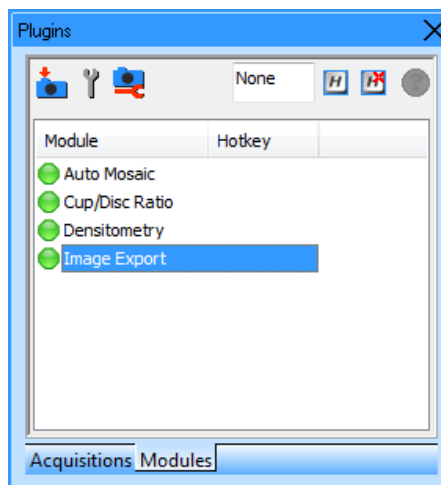 Plugins
None
H H
Module Hotkey
Auto Mosaic
Cup/Disc Ratio
Densitometry
Image Export
Acquisitions Modules